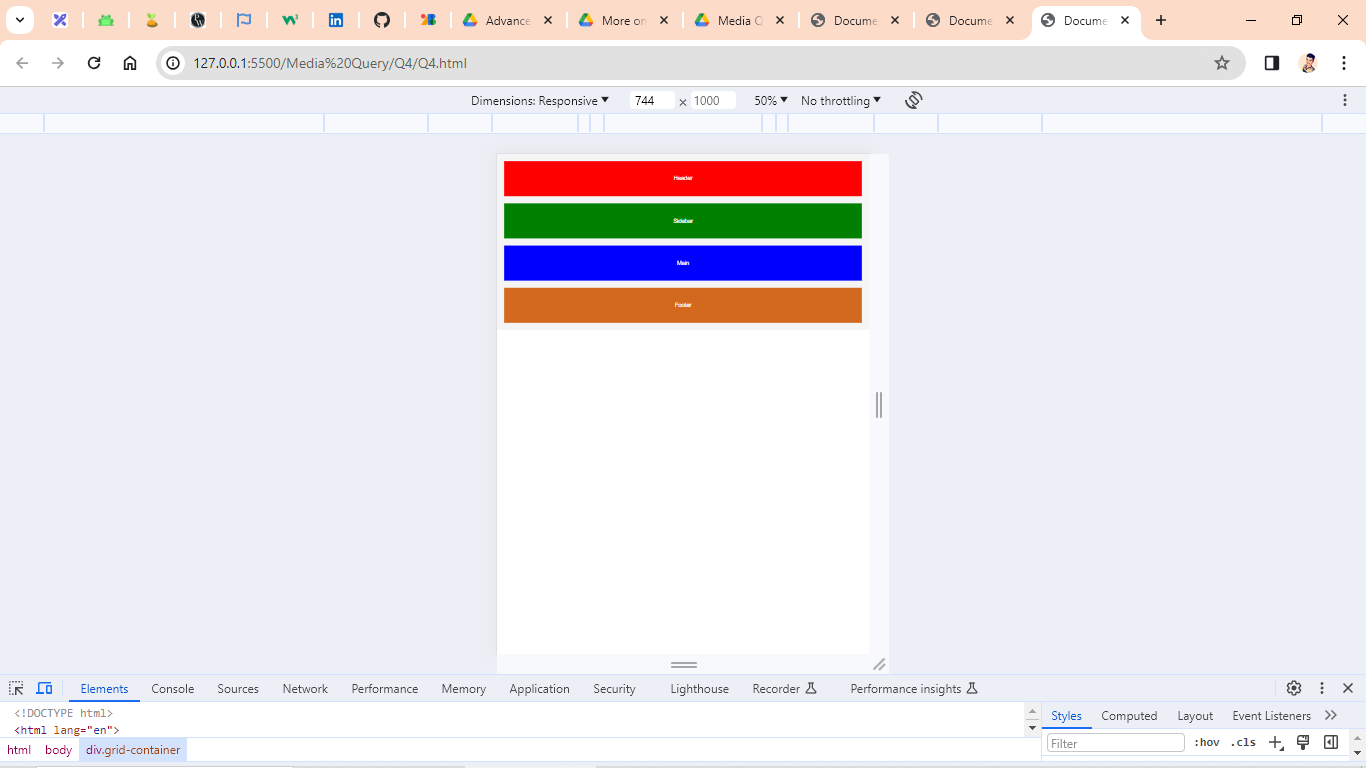 Advance More on Media Q Docume Docume Docume
127.0.0.1:5500/Media%20Query/Q4/Q4.html
Dimensions: Responsive 744 × 1000 50% No throttling
Header
Sidebar
Main
Footer
Elements Console Sources Network Performance Memory Application Security Lighthouse Recorder Performance insights
<!DOCTYPE html>
<html lang="en">
html body div.grid-container
Styles Computed Layout Event Listeners
Filter :hov .cls